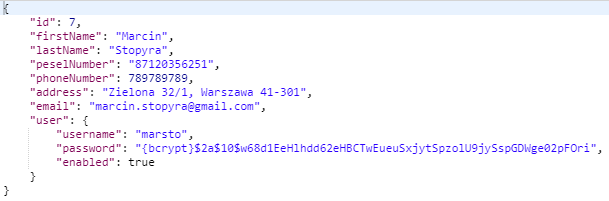 {
"id": 7,
"firstName": "Marcin",
"lastName": "Stopyra",
"peselNumber": "87120356251",
"phoneNumber": 789789789,
"address": "Zielona 32/1, Warszawa 41-301",
"email": "marcin.stopyra@gmail.com",
"user": {
"username": "marsto",
"password": "{bcrypt}$2a$10$w68d1EeHlhdd62eHBCTwEueuSxjytSpzolU9jySspGDWge02pFOri",
"enabled": true
}
}